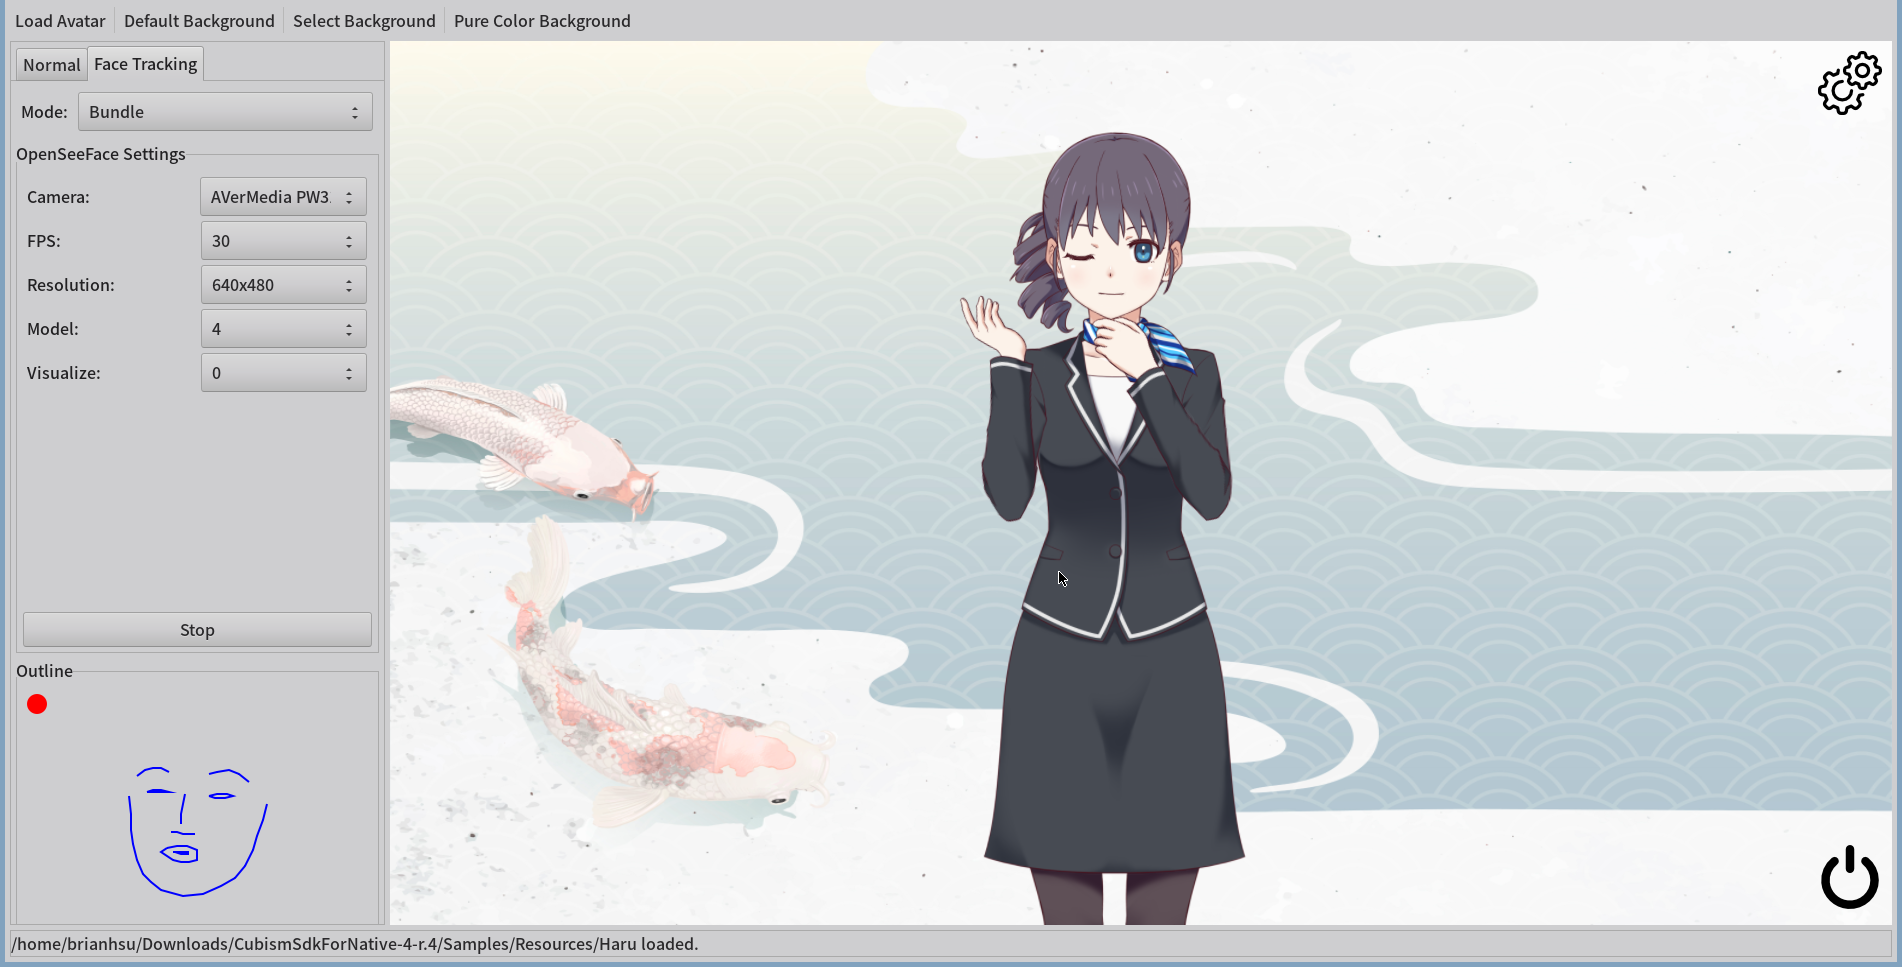 Load Avatar Default Background Select Background Pure Color Background
Normal Face Tracking
Mode: Bundle
OpenSeeFace Settings
Camera: AVerMedia PW3
FPS: 30
Resolution: 640x480
Model: 4
Visualize: 0
Stop
Outline
/home/brianhsu/Downloads/CubismSdkForNative-4-r.4/Samples/Resources/Haru loaded.